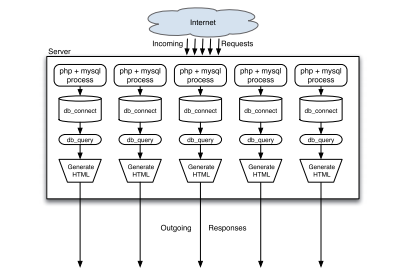 Internet
Incoming Requests
Server
php + mysql process
php + mysql process
php + mysql process
php + mysql process
php + mysql process
db_connect
db_connect
db_connect
db_connect
db_connect
db_query
db_query
db_query
db_query
db_query
Generate HTML
Generate HTML
Generate HTML
Generate HTML
Generate HTML
Outgoing Responses